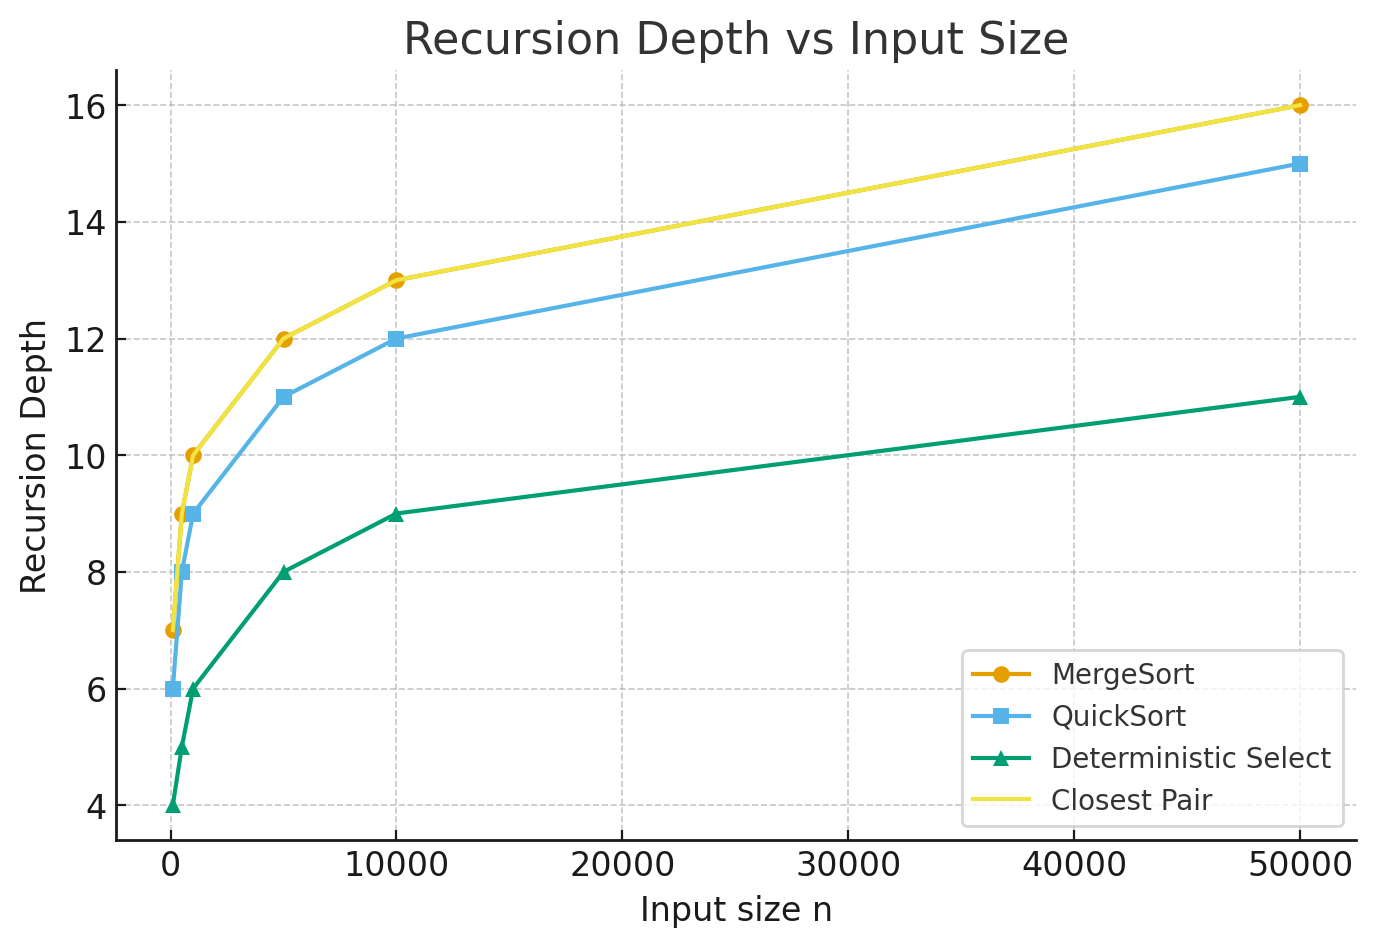 Recursion Depth vs Input Size
Recursion Depth
16
14
12
10
8
6
4
MergeSort
QuickSort
Deterministic Select
Closest Pair
0 10000 20000 30000 40000 50000
Input size n